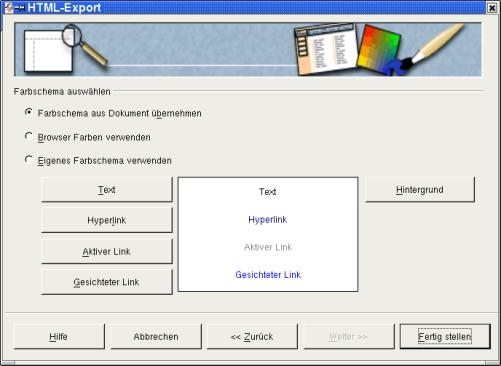 HTML-Export
Farbschema auswählen
Farbschema aus Dokument übernehmen
Browser Farben verwenden
Eigenes Farbschema verwenden
Text
Text
Hintergrund
Hyperlink
Hyperlink
Aktiver Link
Aktiver Link
Gesichteter Link
Gesichteter Link
Hilfe
Abbrechen
<< Zurück
Weiter >>
Fertig stellen